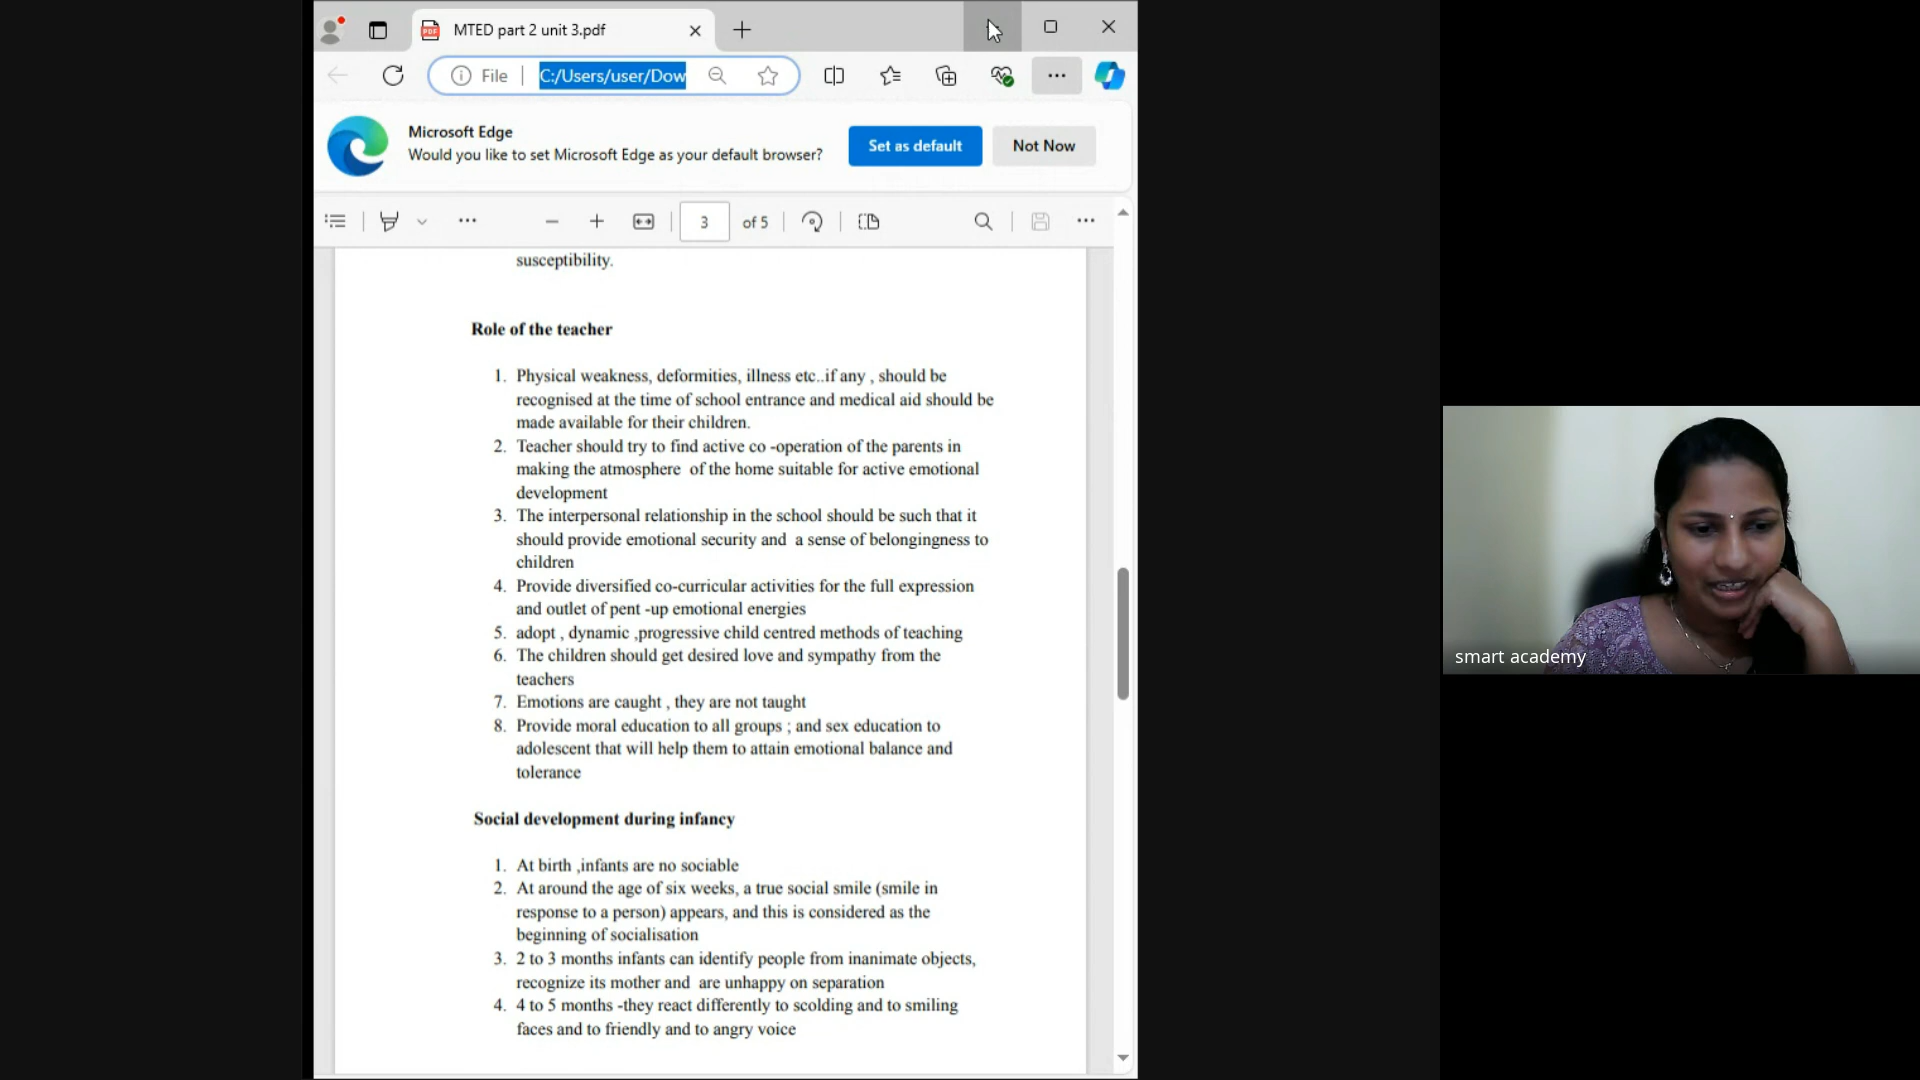 MTED part 2 unit 3.pdf
File
C:/Users/user/Dow
Microsoft Edge
Would you like to set Microsoft Edge as your default browser?
Set as default
Not Now
3 of 5
susceptibility.
Role of the teacher
1. Physical weakness, deformities, illness etc..if any , should be
recognised at the time of school entrance and medical aid should be
made available for their children.
2. Teacher should try to find active co -operation of the parents in
making the atmosphere of the home suitable for active emotional
development
3. The interpersonal relationship in the school should be such that it
should provide emotional security and a sense of belongingness to
children
4. Provide diversified co-curricular activities for the full expression
and outlet of pent -up emotional energies
5. adopt , dynamic ,progressive child centred methods of teaching
6. The children should get desired love and sympathy from the
teachers
7. Emotions are caught , they are not taught
8. Provide moral education to all groups ; and sex education to
adolescent that will help them to attain emotional balance and
tolerance
Social development during infancy
1. At birth ,infants are no sociable
2. At around the age of six weeks, a true social smile (smile in
response to a person) appears, and this is considered as the
beginning of socialisation
3. 2 to 3 months infants can identify people from inanimate objects,
recognize its mother and are unhappy on separation
4. 4 to 5 months -they react differently to scolding and to smiling
faces and to friendly and to angry voice
smart academy